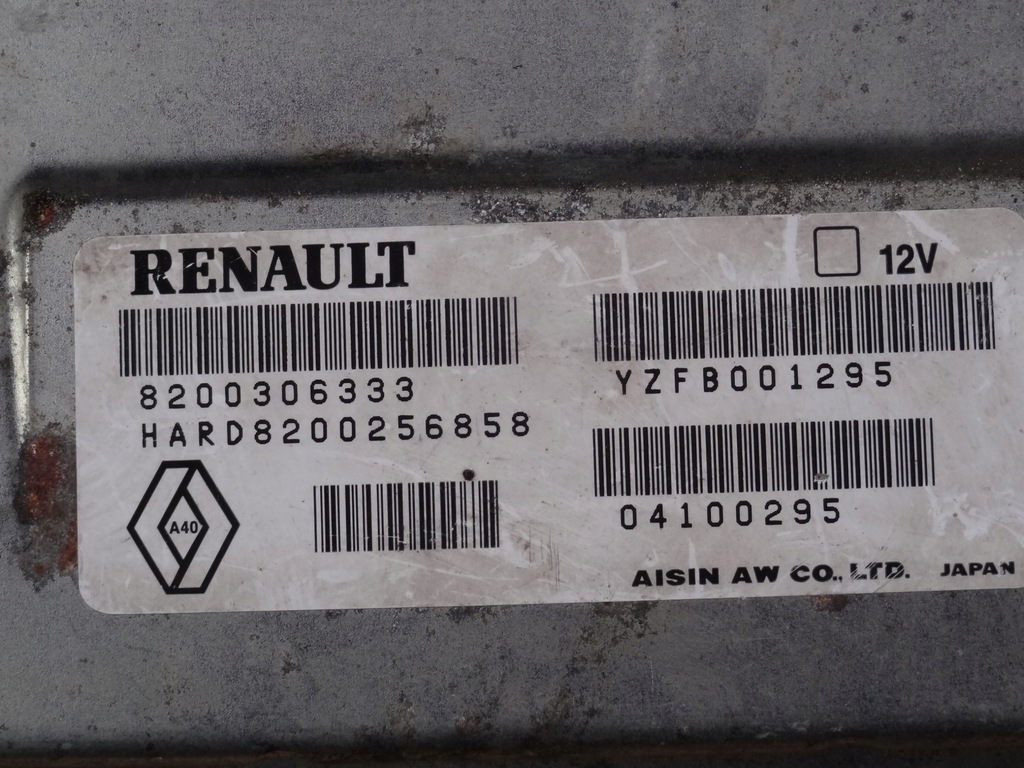 RENAULT
12V
8200306333
HARD8200256858
YZFB001295
A40
04100295
AISIN AW CO., LTD. JAPAN